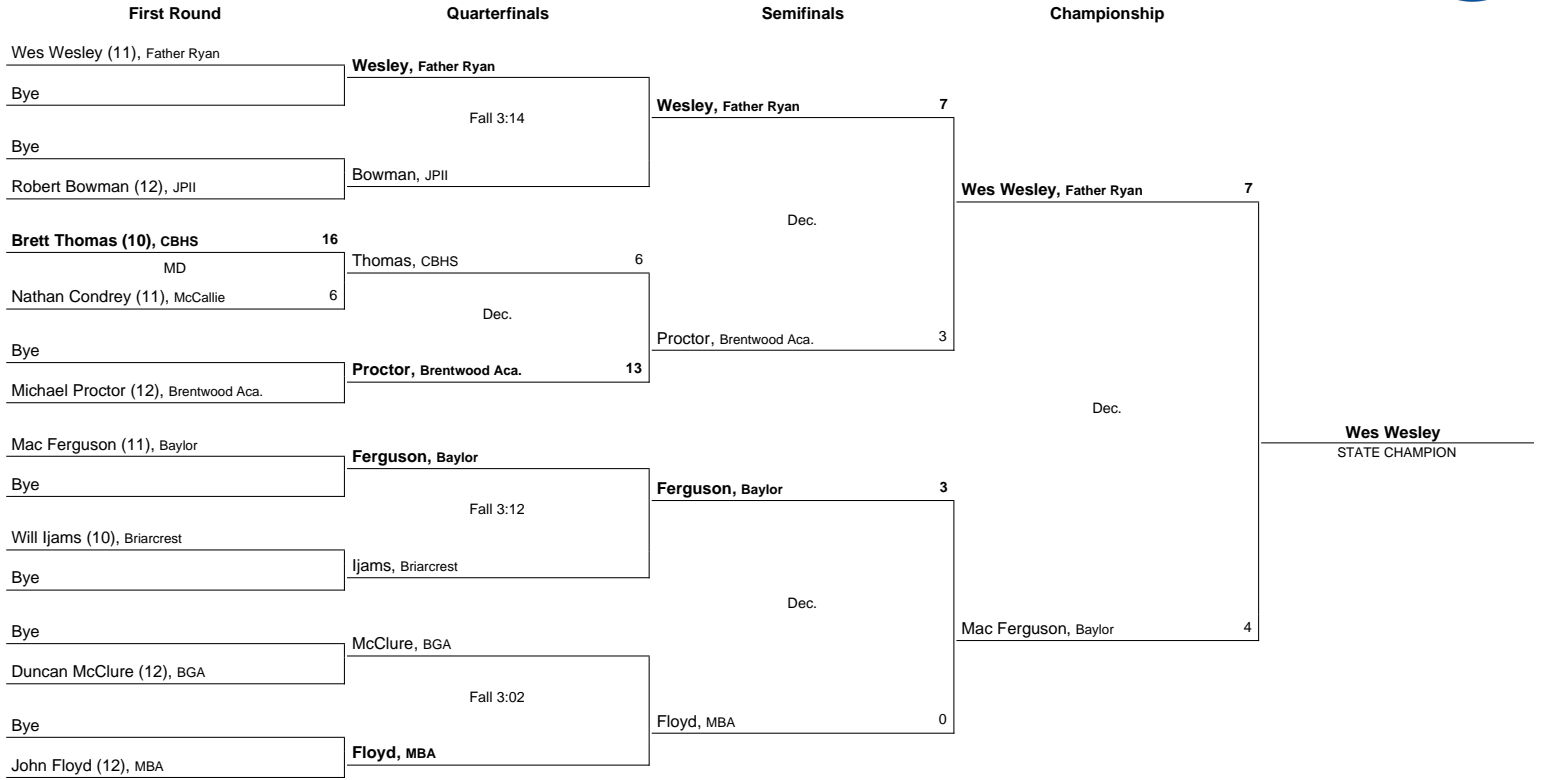 First Round
Quarterfinals
Semifinals
Championship
Wes Wesley (11), Father Ryan
Bye
Bye
Robert Bowman (12), JPII
Brett Thomas (10), CBHS 16
MD
Nathan Condrey (11), McCallie 6
Bye
Michael Proctor (12), Brentwood Aca.
Mac Ferguson (11), Baylor
Bye
Will Ijams (10), Briarcrest
Bye
Bye
Duncan McClure (12), BGA
Bye
John Floyd (12), MBA
Wesley, Father Ryan
Fall 3:14
Bowman, JPII
Thomas, CBHS 6
Dec.
Proctor, Brentwood Aca. 13
Ferguson, Baylor
Fall 3:12
Ijams, Briarcrest
McClure, BGA
Fall 3:02
Floyd, MBA
Wesley, Father Ryan 7
Dec.
Proctor, Brentwood Aca. 3
Ferguson, Baylor 3
Dec.
Floyd, MBA 0
Wes Wesley, Father Ryan 7
Dec.
Mac Ferguson, Baylor 4
Wes Wesley
STATE CHAMPION